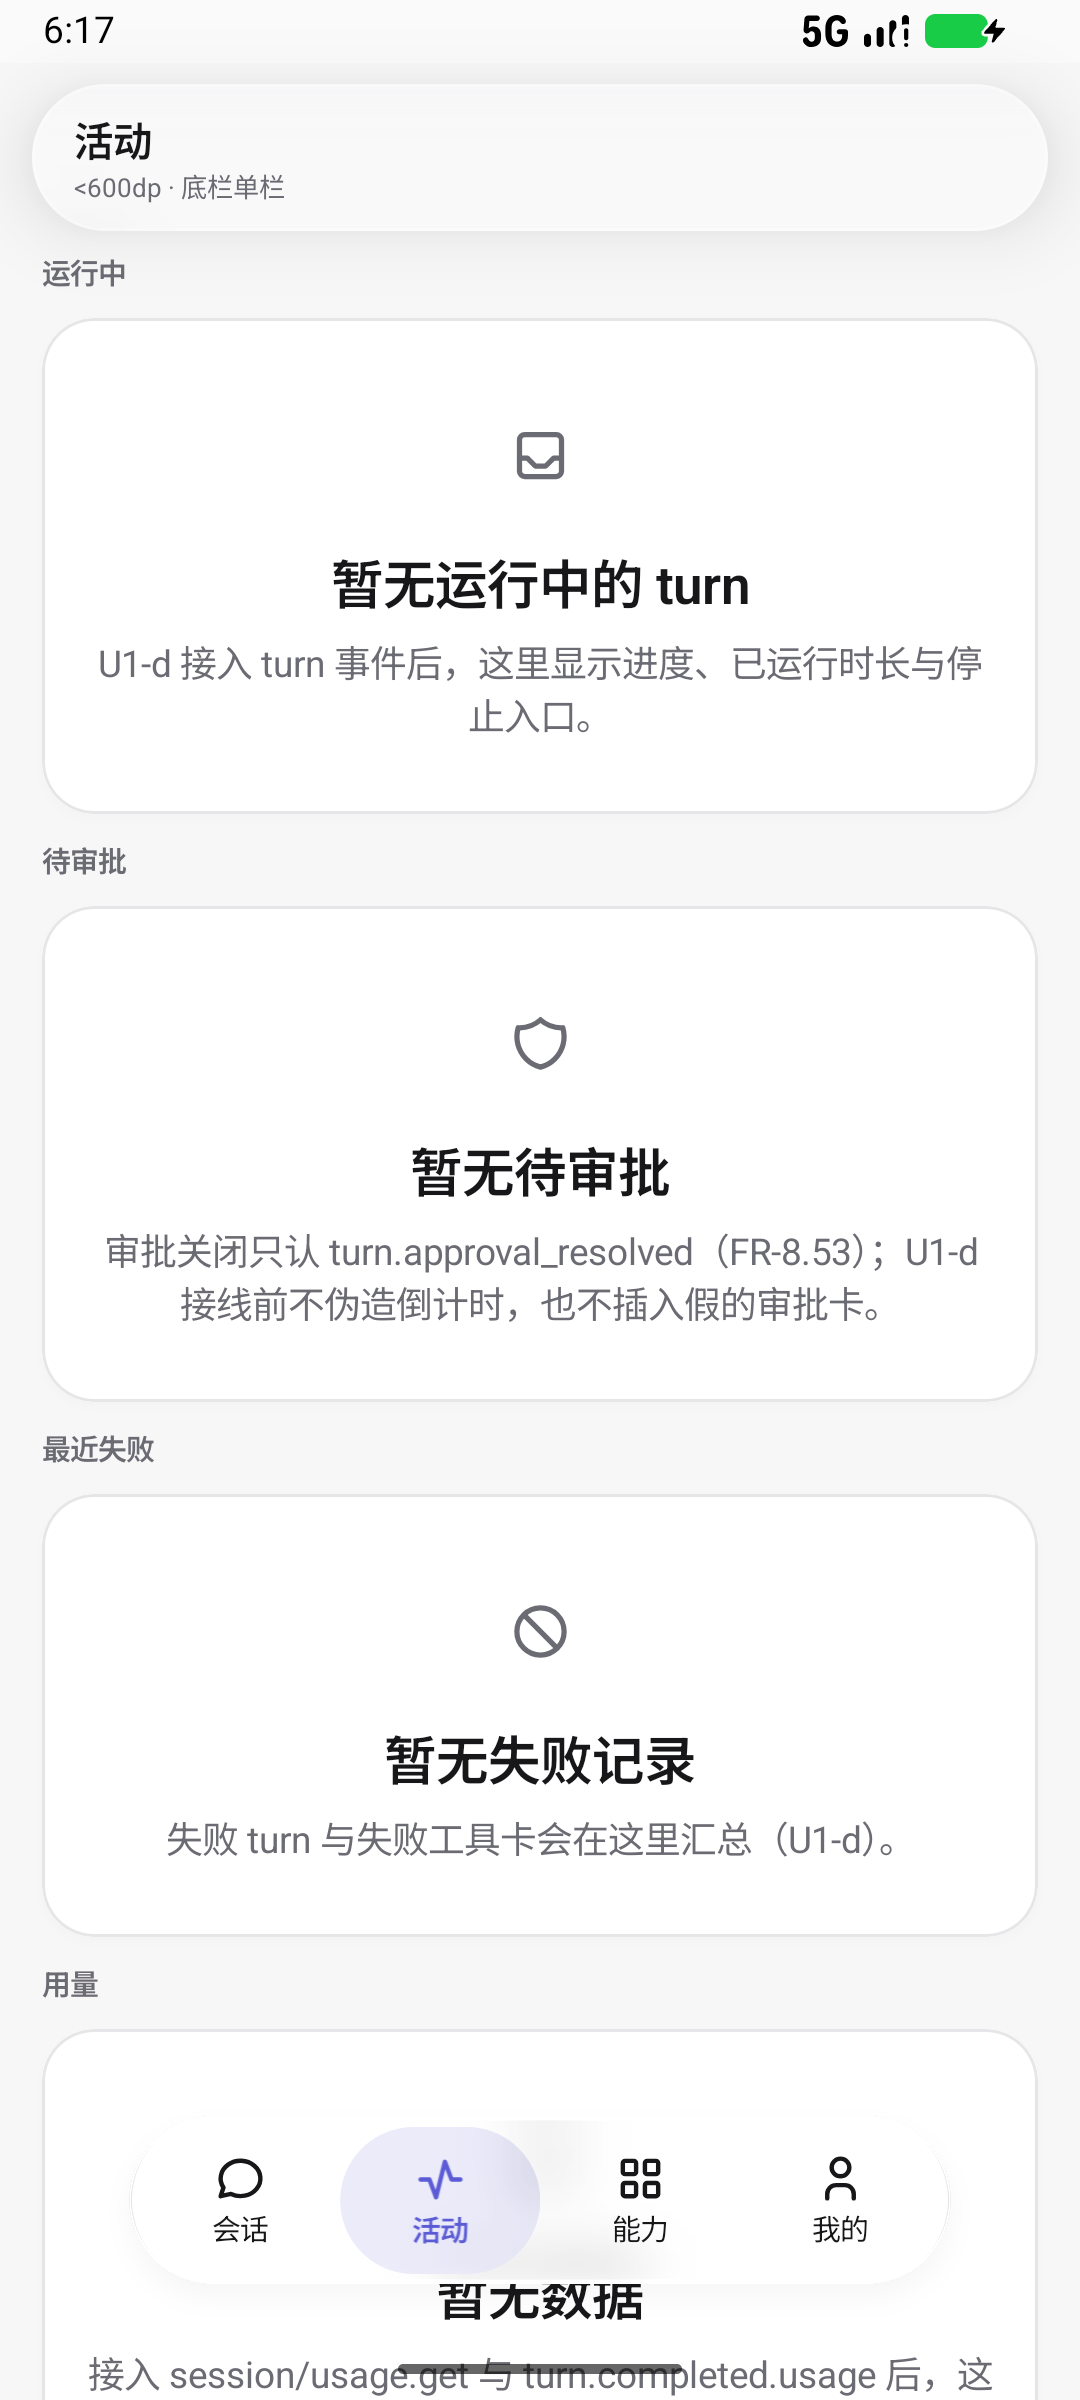 6:17
5G
活动
<600dp · 底栏单栏
运行中
暂无运行中的 turn
U1-d 接入 turn 事件后，这里显示进度、已运行时长与停
止入口。
待审批
暂无待审批
审批关闭只认 turn.approval_resolved（FR-8.53）；U1-d
接线前不伪造倒计时，也不插入假的审批卡。
最近失败
暂无失败记录
失败 turn 与失败工具卡会在这里汇总（U1-d）。
用量
会话
活动
能力
我的
暂无数据
接入 session/usage.get 与 turn.completed.usage 后，这